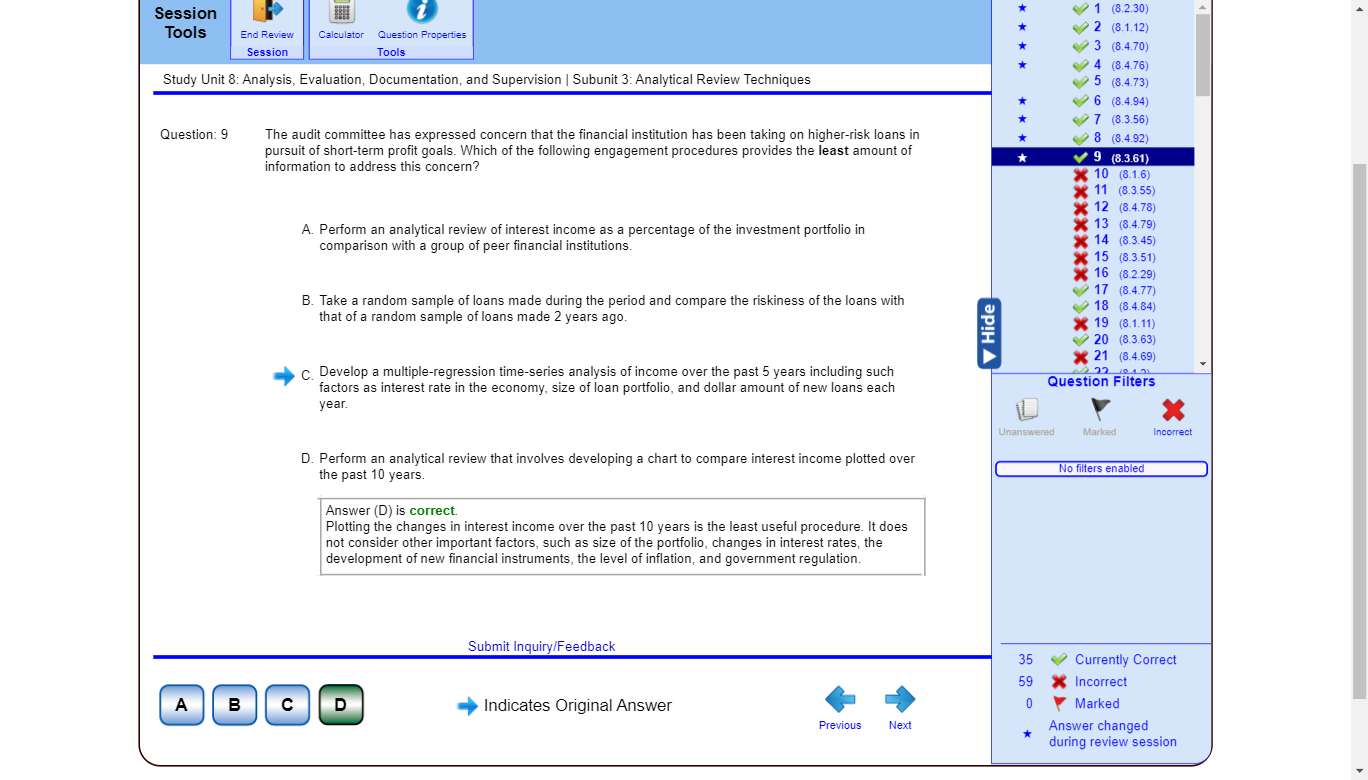 Session
Tools
End Review
Session
Calculator
Question Properties
Tools
Study Unit 8: Analysis, Evaluation, Documentation, and Supervision | Subunit 3: Analytical Review Techniques
Question: 9
The audit committee has expressed concern that the financial institution has been taking on higher-risk loans in
pursuit of short-term profit goals. Which of the following engagement procedures provides the least amount of
information to address this concern?
A. Perform an analytical review of interest income as a percentage of the investment portfolio in
comparison with a group of peer financial institutions.
B. Take a random sample of loans made during the period and compare the riskiness of the loans with
that of a random sample of loans made 2 years ago.
C. Develop a multiple-regression time-series analysis of income over the past 5 years including such
factors as interest rate in the economy, size of loan portfolio, and dollar amount of new loans each
year.
D. Perform an analytical review that involves developing a chart to compare interest income plotted over
the past 10 years.
Answer (D) is correct.
Plotting the changes in interest income over the past 10 years is the least useful procedure. It does
not consider other important factors, such as size of the portfolio, changes in interest rates, the
development of new financial instruments, the level of inflation, and government regulation.
Submit Inquiry/Feedback
A
B
C
D
Indicates Original Answer
Previous
Next
Hide
1 (8.2.30)
2 (8.1.12)
3 (8.4.70)
4 (8.4.76)
5 (8.4.73)
6 (8.4.94)
7 (8.3.56)
8 (8.4.92)
9 (8.3.61)
10 (8.1.6)
11 (8.3.55)
12 (8.4.78)
13 (8.4.79)
14 (8.3.45)
15 (8.3.51)
16 (8.2.29)
17 (8.4.77)
18 (8.4.84)
19 (8.1.11)
20 (8.3.63)
21 (8.4.69)
Question Filters
Unanswered
Marked
Incorrect
No filters enabled
35 Currently Correct
59 Incorrect
0 Marked
Answer changed
during review session